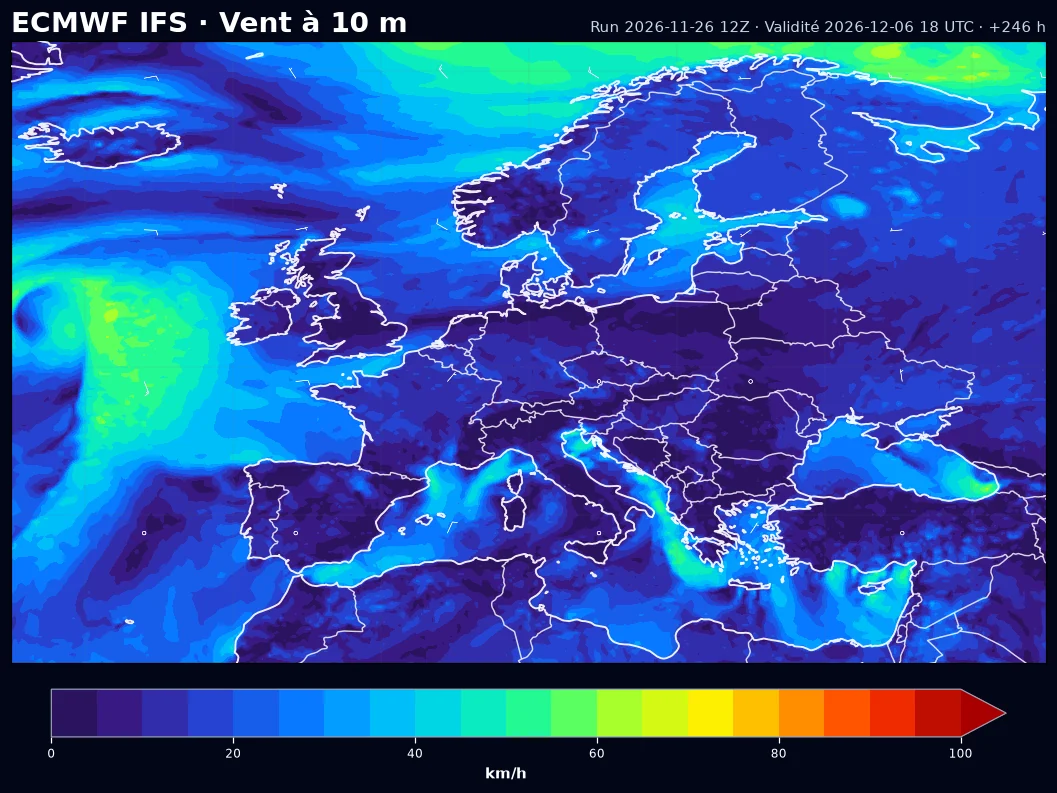 ECMWF IFS · Vent à 10 m
Run 2026-11-26 12Z · Validité 2026-12-06 18 UTC · +246 h
0 20 40 60 80 100
km/h